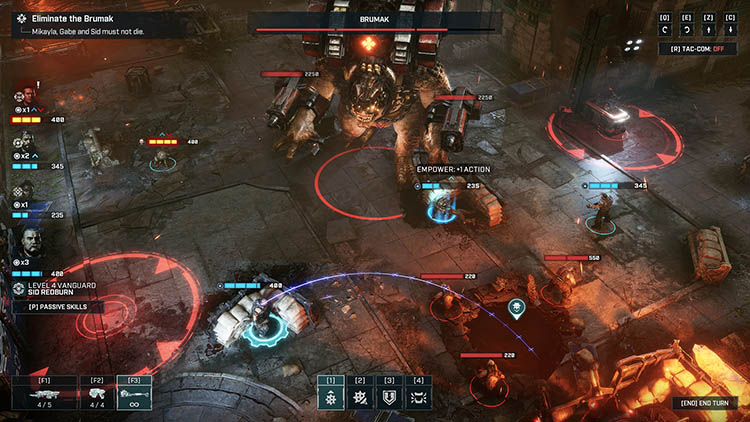 Eliminate the Brumak
Mikayla, Gabe and Sid must not die.
BRUMAK
[Q] [E] [Z] [C]
[R] TAC-COM: OFF
2250
2250
x1
400
400
x2
345
EMPOWER: +1 ACTION
235
345
x1
235
x3
400
400
220
550
LEVEL 4 VANGUARD
SID REDBURN
[P] PASSIVE SKILLS
220
[F1] [F2] [F3]
4 / 5
4 / 4
∞
[1] [2] [3] [4]
[END] END TURN